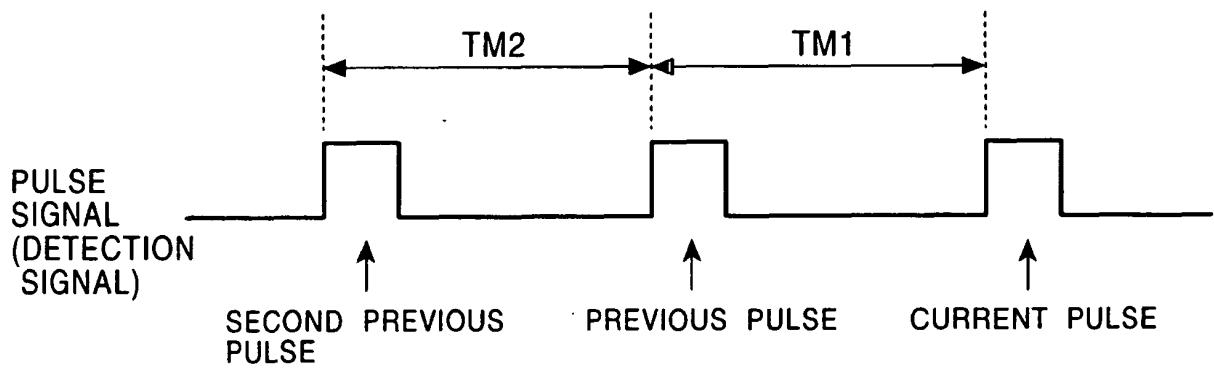 TM2
TM1
PULSE
SIGNAL
(DETECTION
SIGNAL)
SECOND PREVIOUS
PULSE
PREVIOUS PULSE
CURRENT PULSE